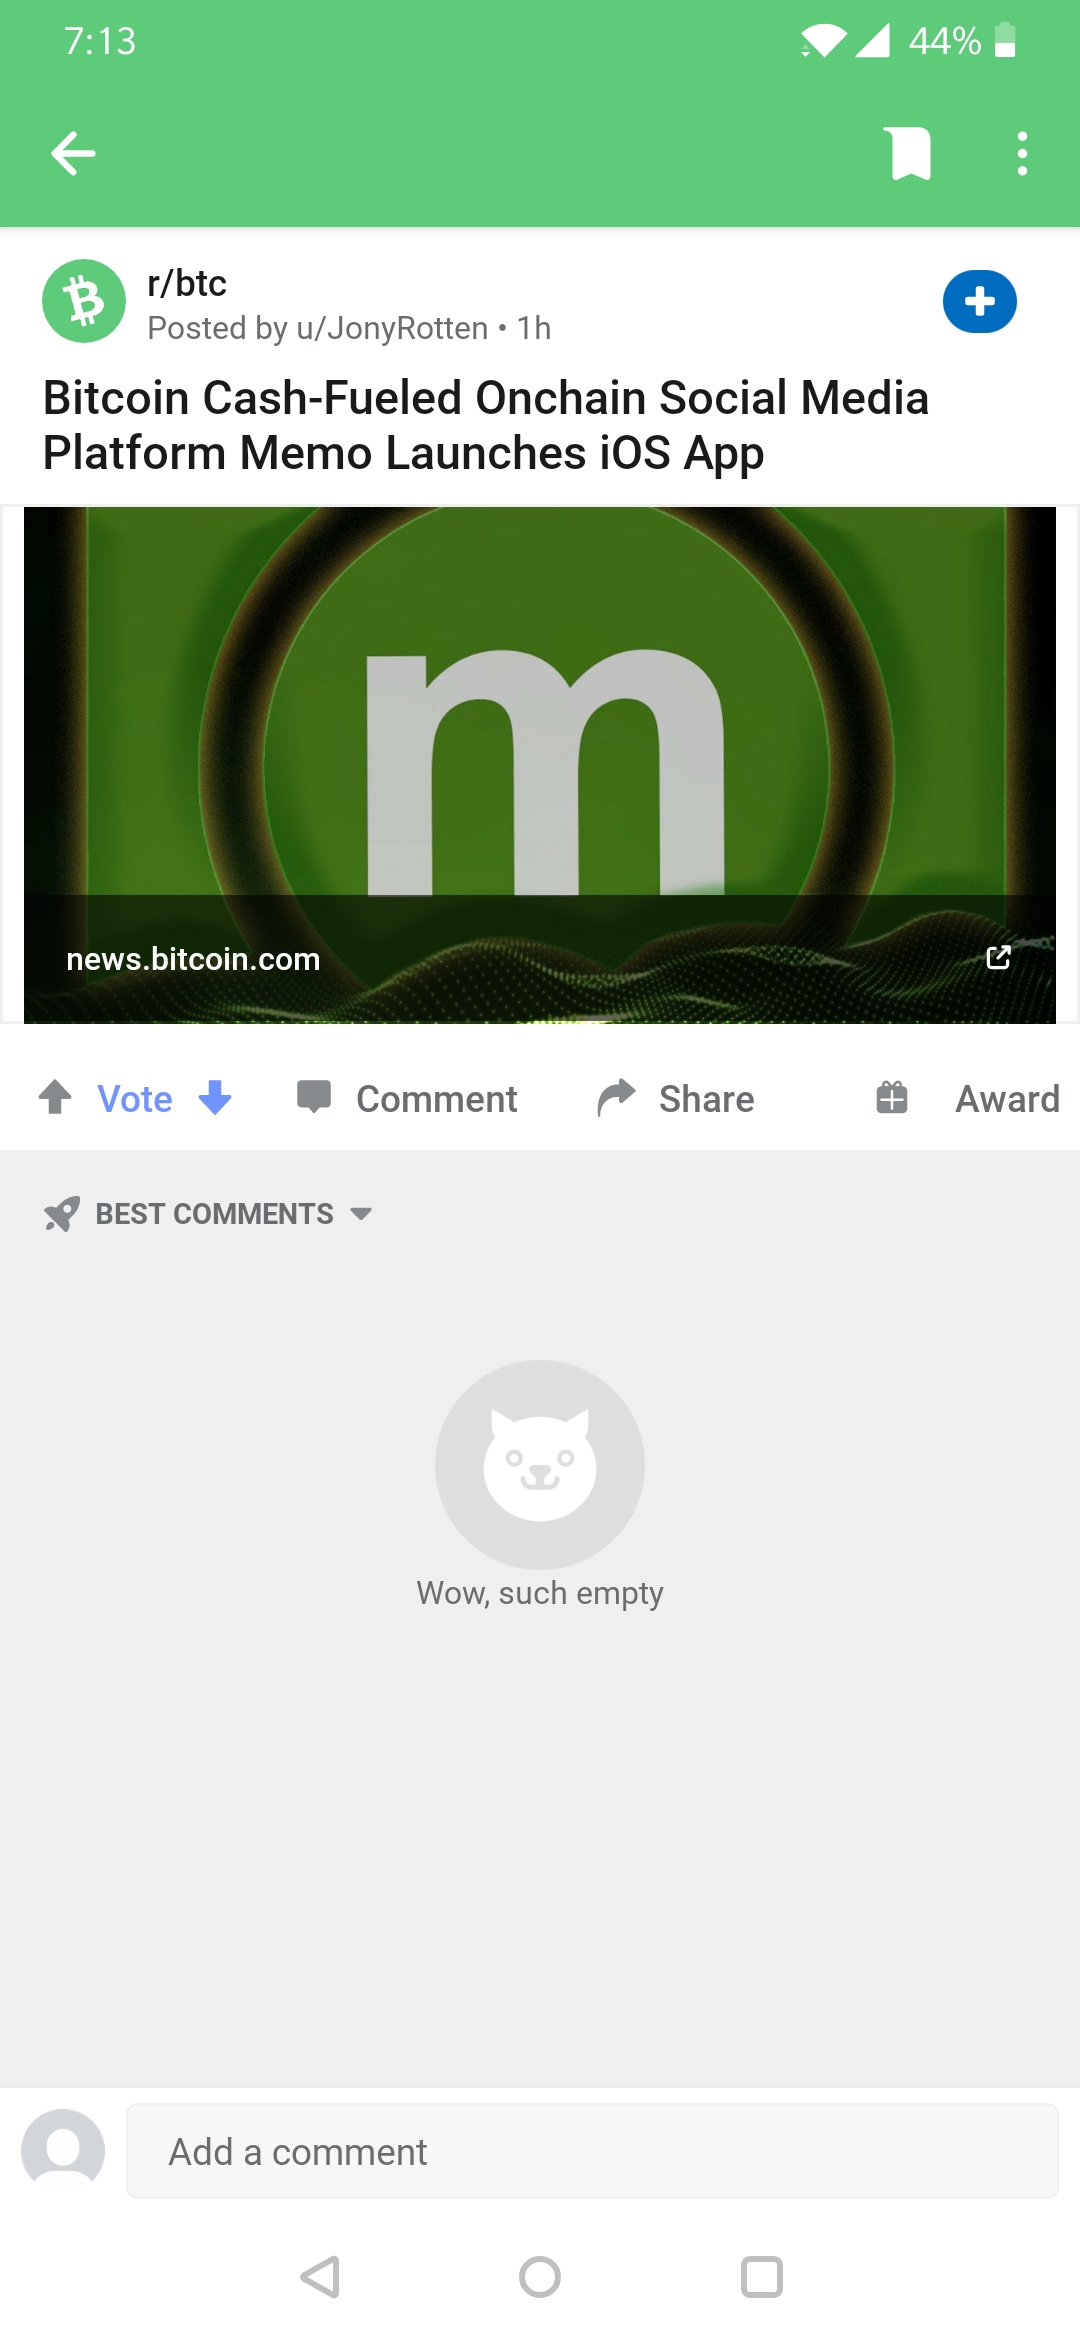 7:13
44%
r/btc
Posted by u/JonyRotten • 1h
Bitcoin Cash-Fueled Onchain Social Media
Platform Memo Launches iOS App
m
news.bitcoin.com
Vote
Comment
Share
Award
BEST COMMENTS
Wow, such empty
Add a comment